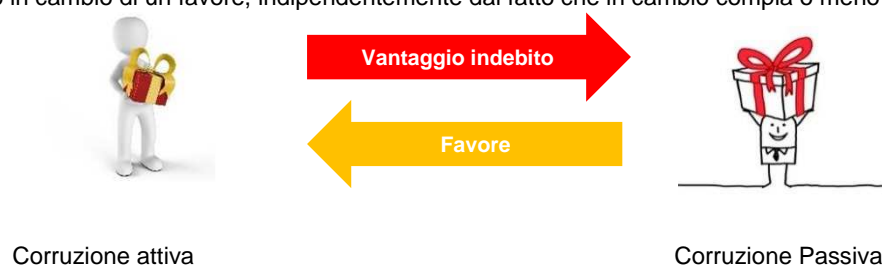 in cambio di un favore, indipendentemente dal fatto che in cambio compia o meno
Vantaggio indebito
Favore
Corruzione attiva
Corruzione Passiva